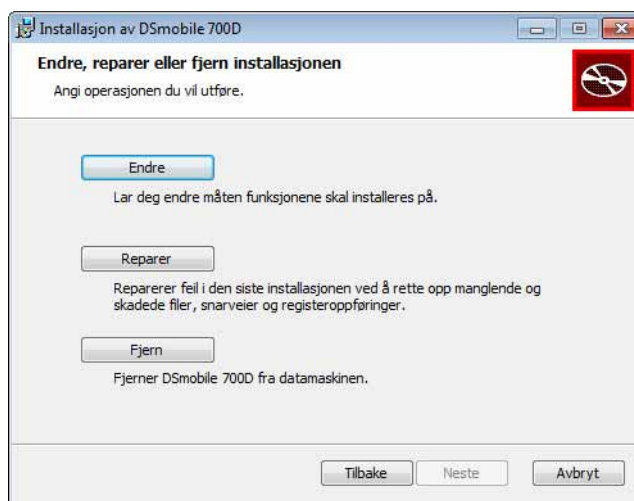 Installasjon av DSmobile 700D
Endre, reparer eller fjern installasjonen
Angi operasjonen du vil utføre.
Endre
Lar deg endre måten funksjonene skal installeres på.
Reparer
Reparerer feil i den siste installasjonen ved å rette opp manglende og
skadede filer, snarveier og registeroppføringer.
Fjern
Fjerner DSmobile 700D fra datamaskinen.
Tilbake Neste Avbryt